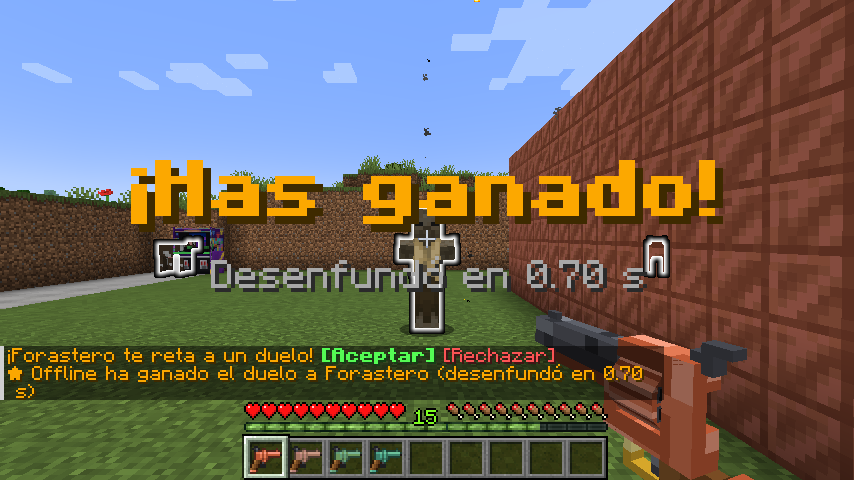 ¡Has ganado!
Desenfundó en 0.70 s
¡Forastero te reta a un duelo! [Aceptar] [Rechazar]
★ Offline ha ganado el duelo a Forastero (desenfundó en 0.70
s)
15